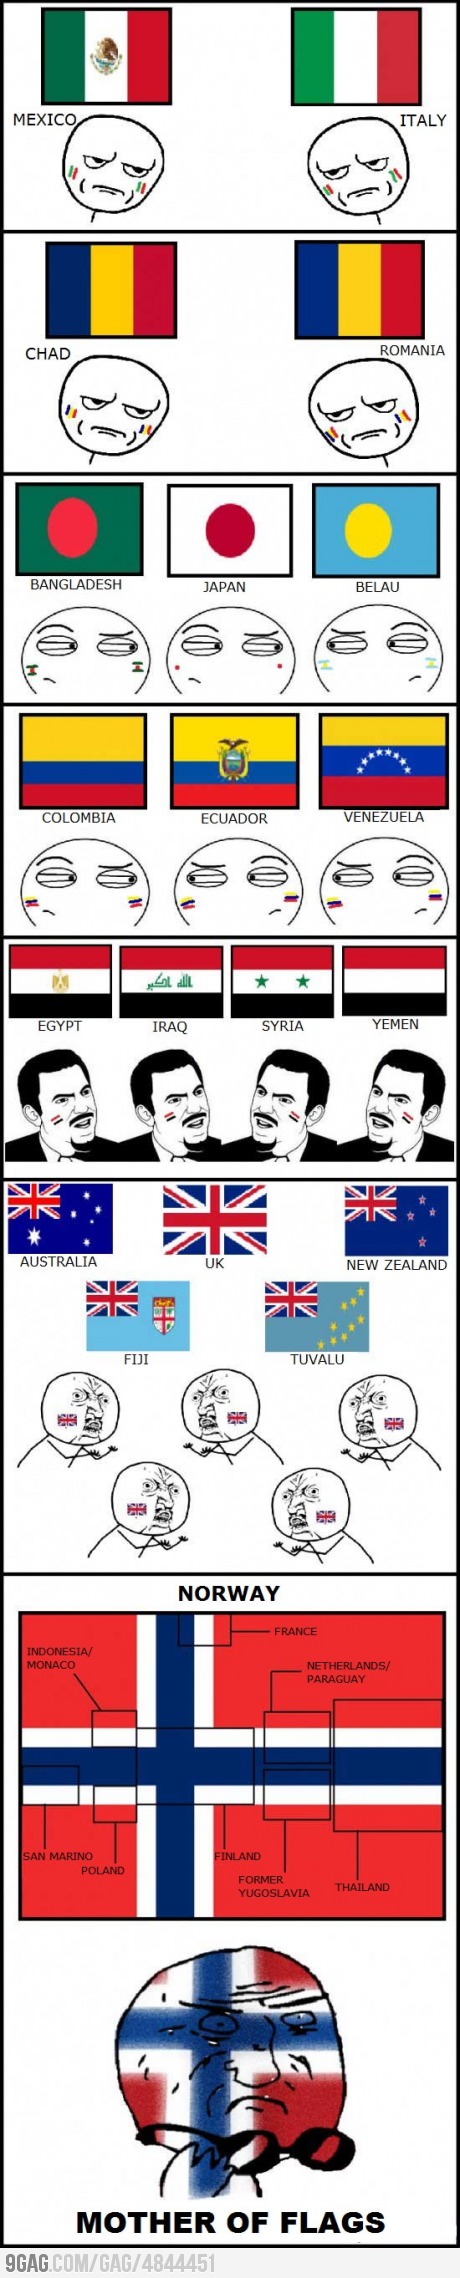 MEXICO
ITALY
CHAD
ROMANIA
BANGLADESH
JAPAN
BELAU
COLOMBIA
ECUADOR
VENEZUELA
الله اكبر
EGYPT
IRAQ
SYRIA
YEMEN
AUSTRALIA
UK
NEW ZEALAND
FIJI
TUVALU
NORWAY
FRANCE
INDONESIA/
MONACO
NETHERLANDS/
PARAGUAY
SAN MARINO
POLAND
FINLAND
FORMER
YUGOSLAVIA
THAILAND
MOTHER OF FLAGS
9GAG.COM/GAG/4844451